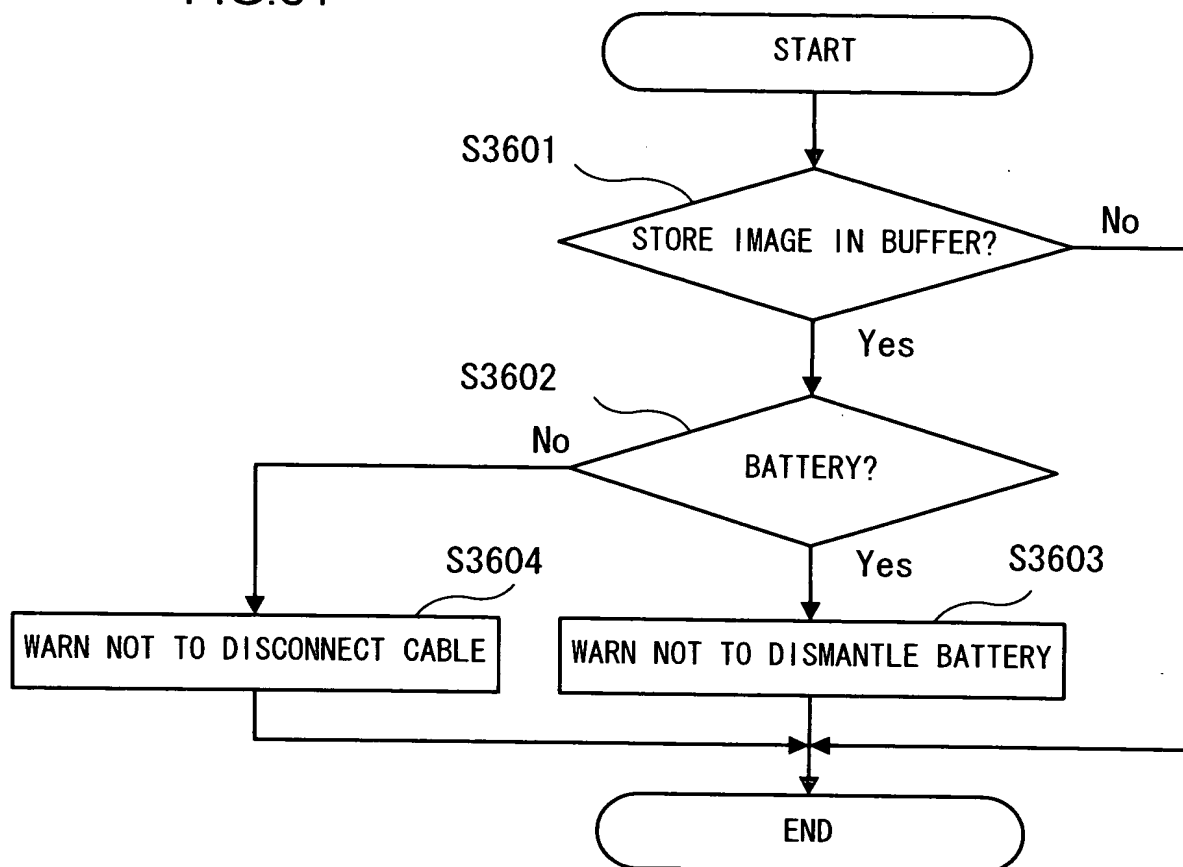 START
S3601
STORE IMAGE IN BUFFER?
No
Yes
S3602
No
BATTERY?
Yes
S3604
S3603
WARN NOT TO DISCONNECT CABLE
WARN NOT TO DISMANTLE BATTERY
END